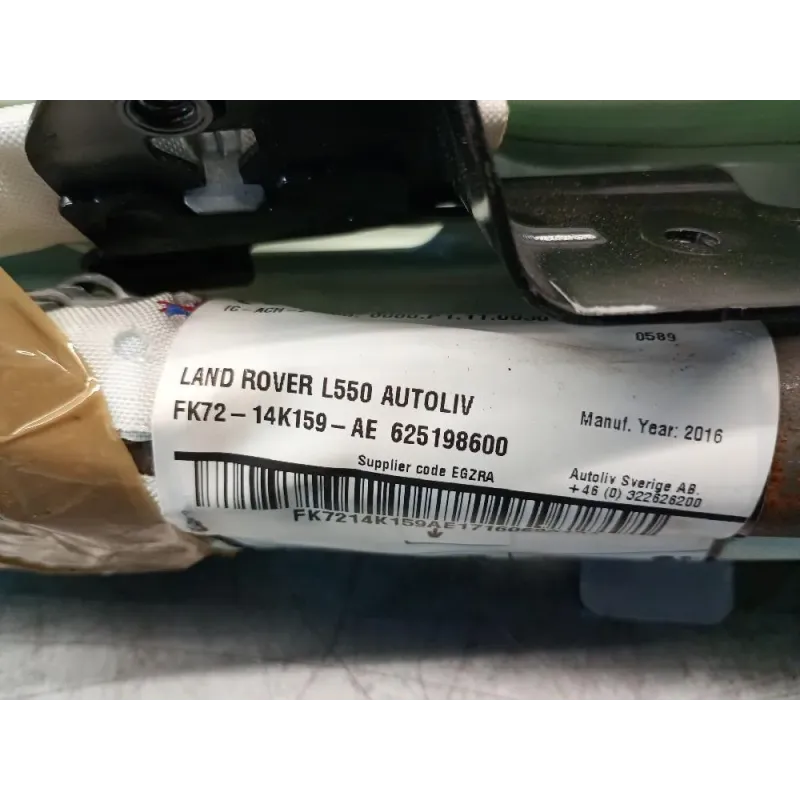 0589
LAND ROVER L550 AUTOLIV
FK72-14K159-AE 625198600
Manuf. Year: 2016
Supplier code EGZRA
Autoliv Sverige AB.
+46 (0) 322626200